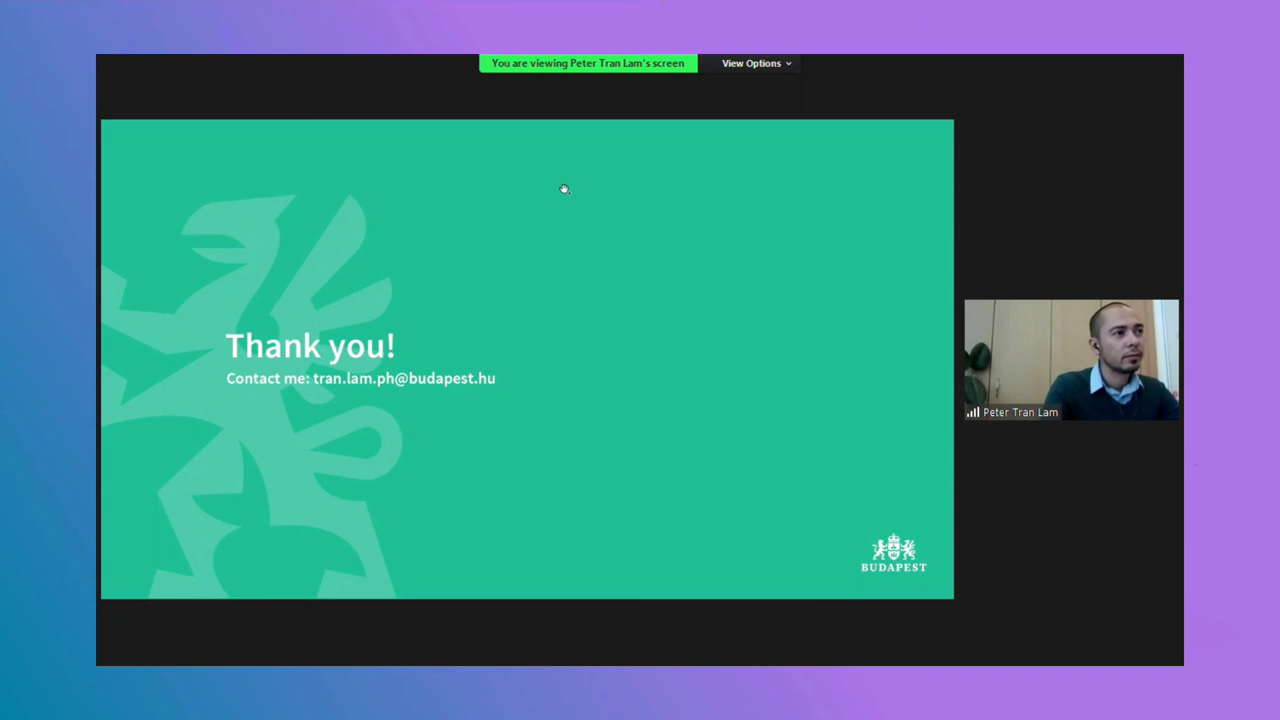 You are viewing Peter Tran Lam's screen
View Options
Thank you!
Contact me: tran.lam.ph@budapest.hu
Peter Tran Lam
BUDAPEST